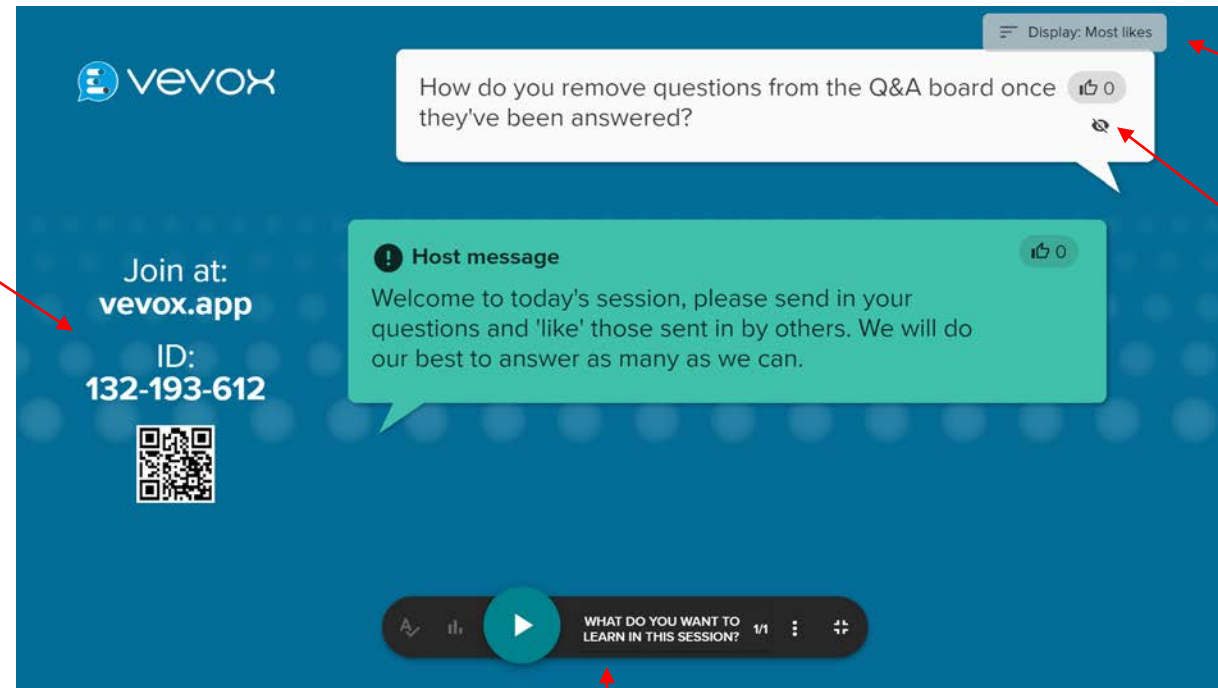 vevox
Display: Most likes
How do you remove questions from the Q&A board once
they've been answered?
0
Join at:
vevox.app
ID:
132-193-612
Host message
0
Welcome to today's session, please send in your
questions and 'like' those sent in by others. We will do
our best to answer as many as we can.
WHAT DO YOU WANT TO
LEARN IN THIS SESSION?
1/1